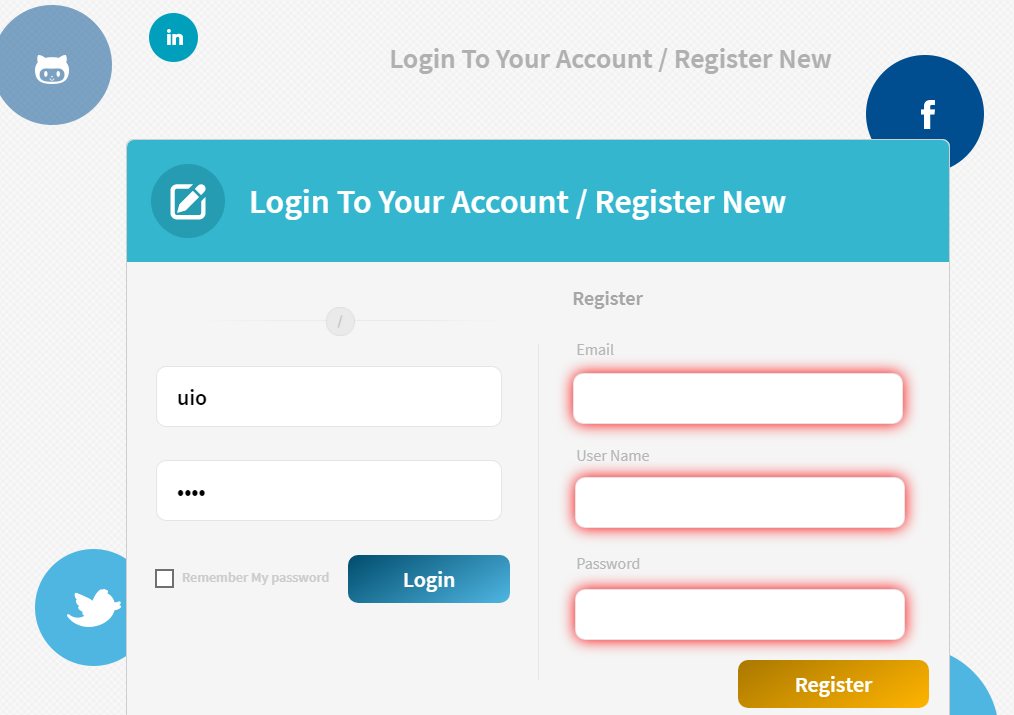 in
Login To Your Account / Register New
f
Login To Your Account / Register New
Register
/
Email
uio
User Name
••••
Password
Remember My password
Login
Register